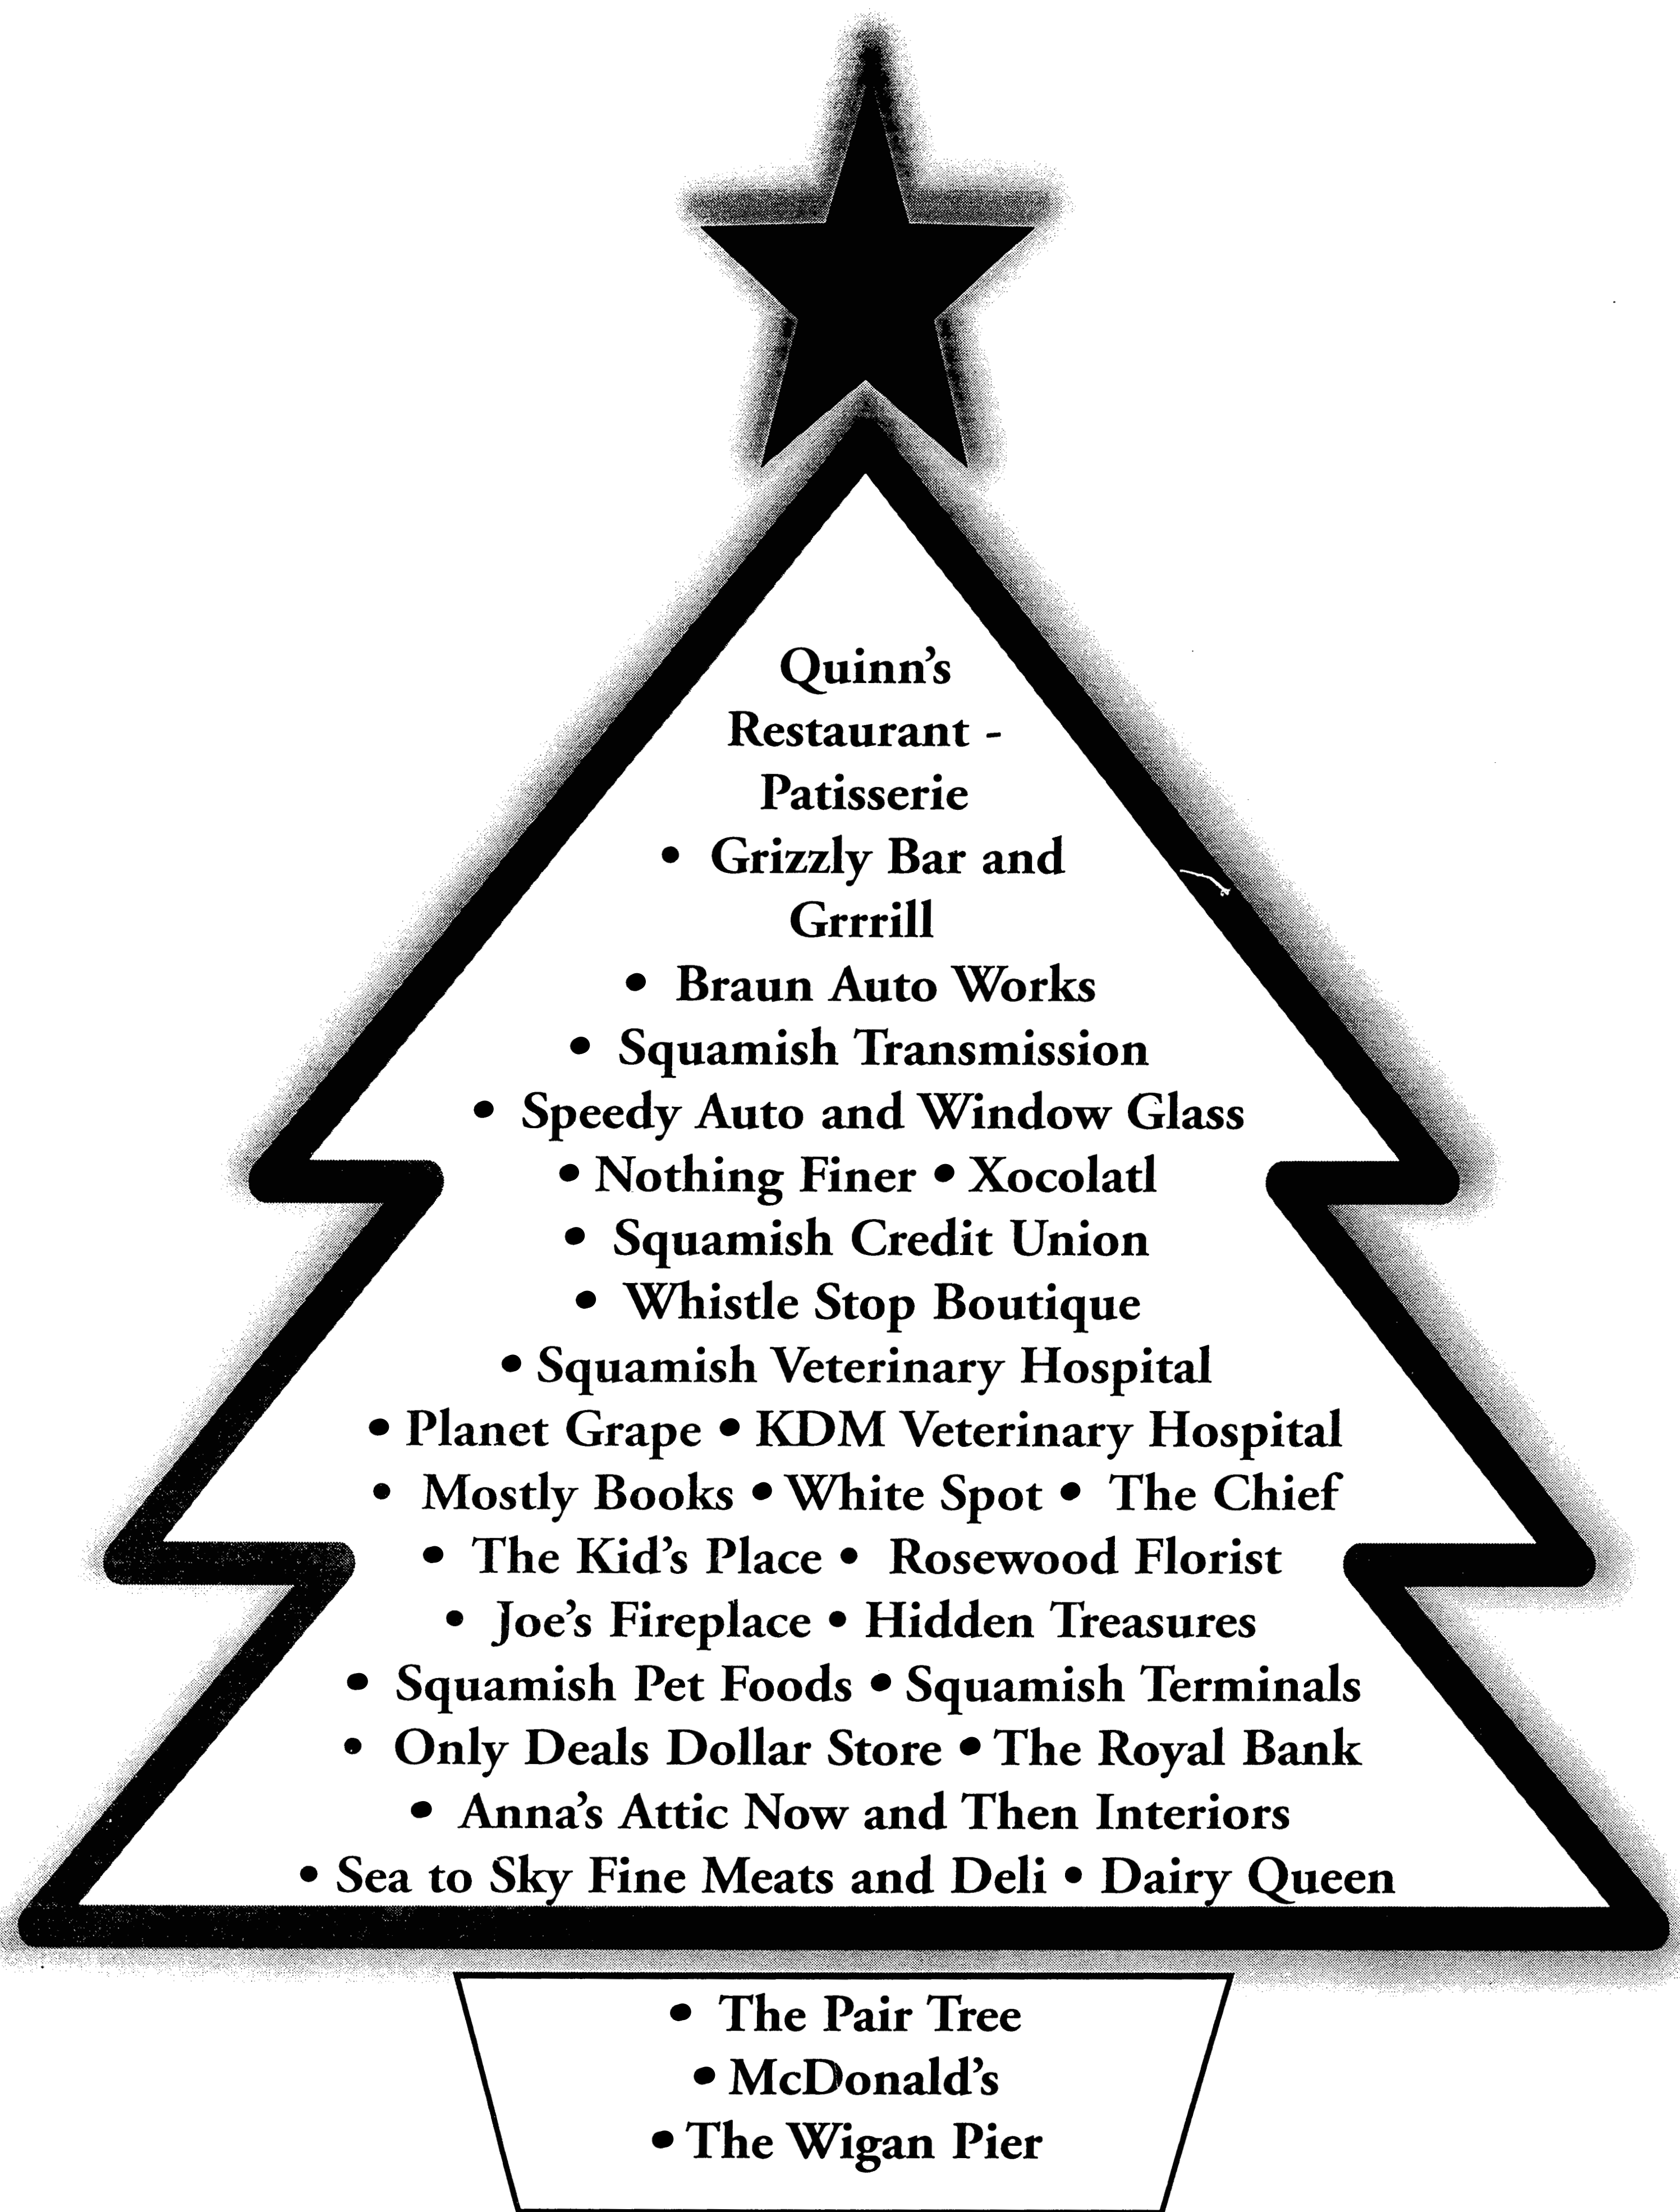 Quinn's
Restaurant -
Patisserie
• Grizzly Bar and
Grrrill
• Braun Auto Works
• Squamish Transmission
• Speedy Auto and Window Glass
• Nothing Finer • Xocolatl
• Squamish Credit Union
• Whistle Stop Boutique
• Squamish Veterinary Hospital
• Planet Grape • KDM Veterinary Hospital
• Mostly Books • White Spot • The Chief
• The Kid's Place • Rosewood Florist
• Joe's Fireplace • Hidden Treasures
• Squamish Pet Foods • Squamish Terminals
• Only Deals Dollar Store • The Royal Bank
• Anna's Attic Now and Then Interiors
• Sea to Sky Fine Meats and Deli • Dairy Queen
• The Pair Tree
• McDonald's
• The Wigan Pier